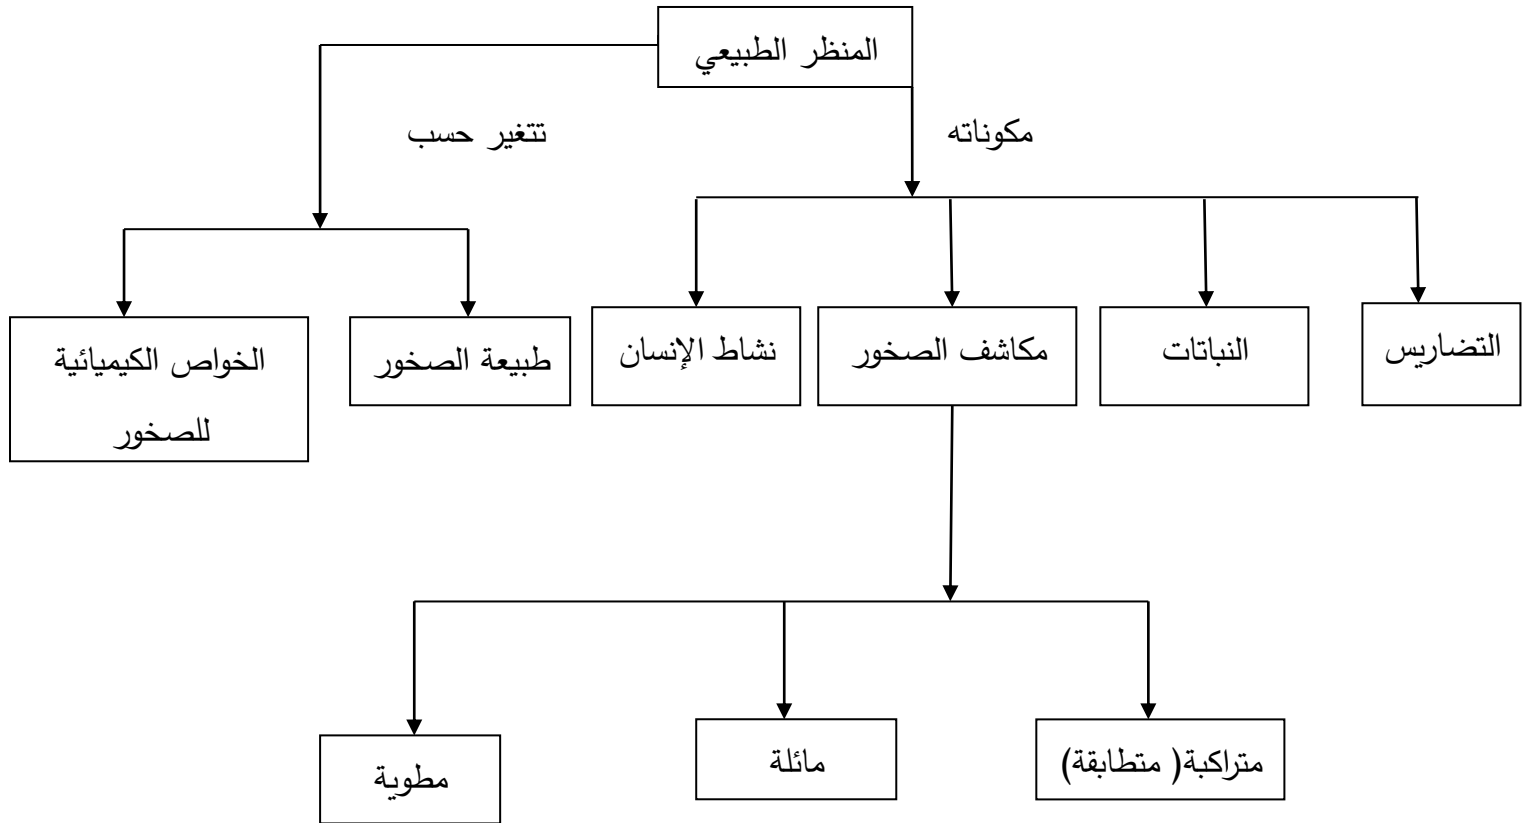 المنظر الطبيعي
مكوناته
تتغير حسب
التضاريس
النباتات
مكاشف الصخور
نشاط الإنسان
طبيعة الصخور
الخواص الكيميائية
للصخور
متراكبة( متطابقة)
مائلة
مطوية